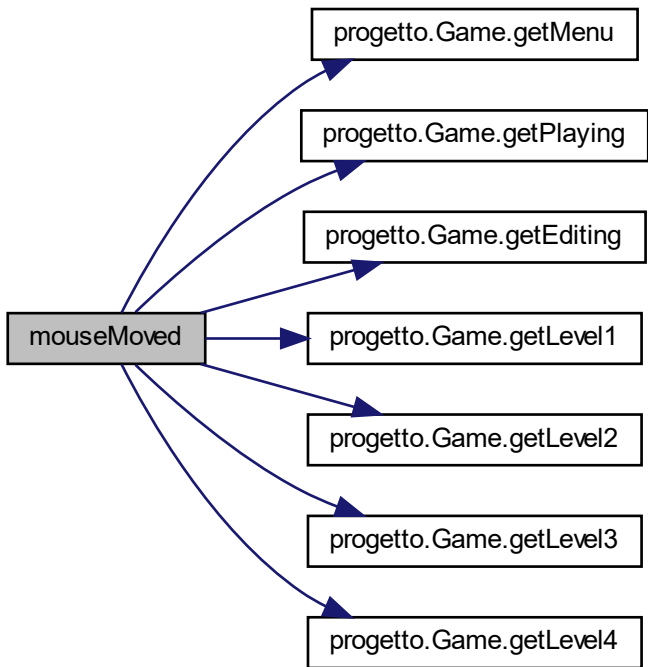 progetto.Game.getMenu
progetto.Game.getPlaying
progetto.Game.getEditing
mouseMoved
progetto.Game.getLevel1
progetto.Game.getLevel2
progetto.Game.getLevel3
progetto.Game.getLevel4